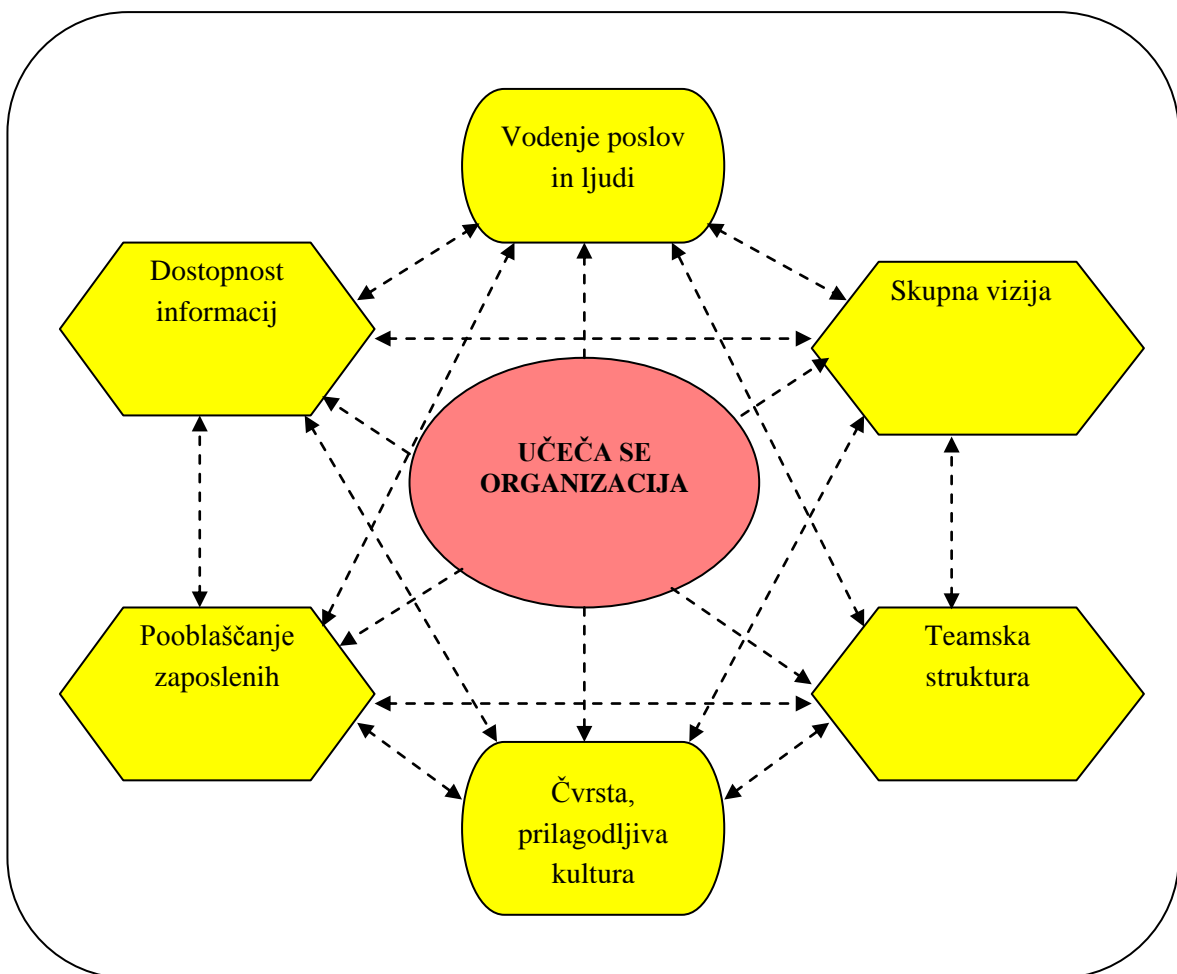 Vodenje poslov
in ljudi
Dostopnost
informacij
Skupna vizija
UČEČA SE
ORGANIZACIJA
Pooblaščanje
zaposlenih
Teamska
struktura
Čvrsta,
prilagodljiva
kultura